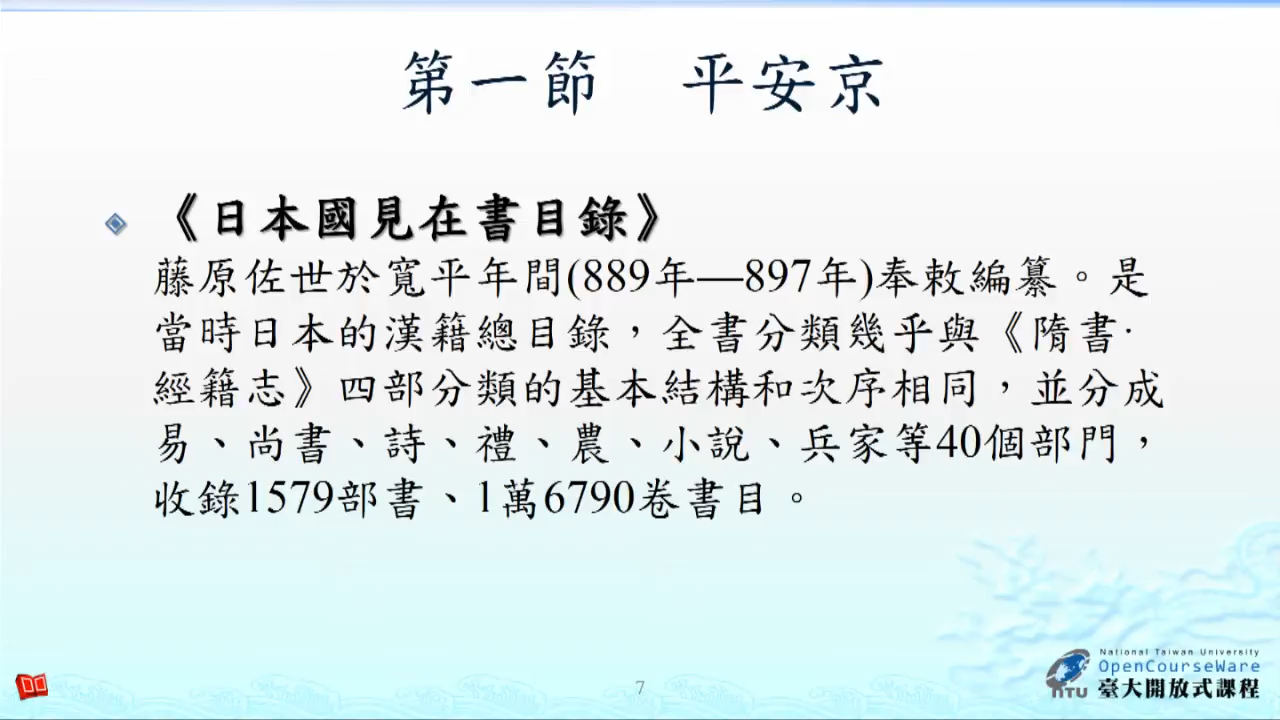 第一節　平安京
《日本國見在書目錄》
藤原佐世於寬平年間(889年—897年)奉敕編纂。是
當時日本的漢籍總目錄，全書分類幾乎與《隋書·
經籍志》四部分類的基本結構和次序相同，並分成
易、尚書、詩、禮、農、小說、兵家等40個部門，
收錄1579部書、1萬6790卷書目。
National Taiwan University
OpenCourseWare
NTU 臺大開放式課程
7